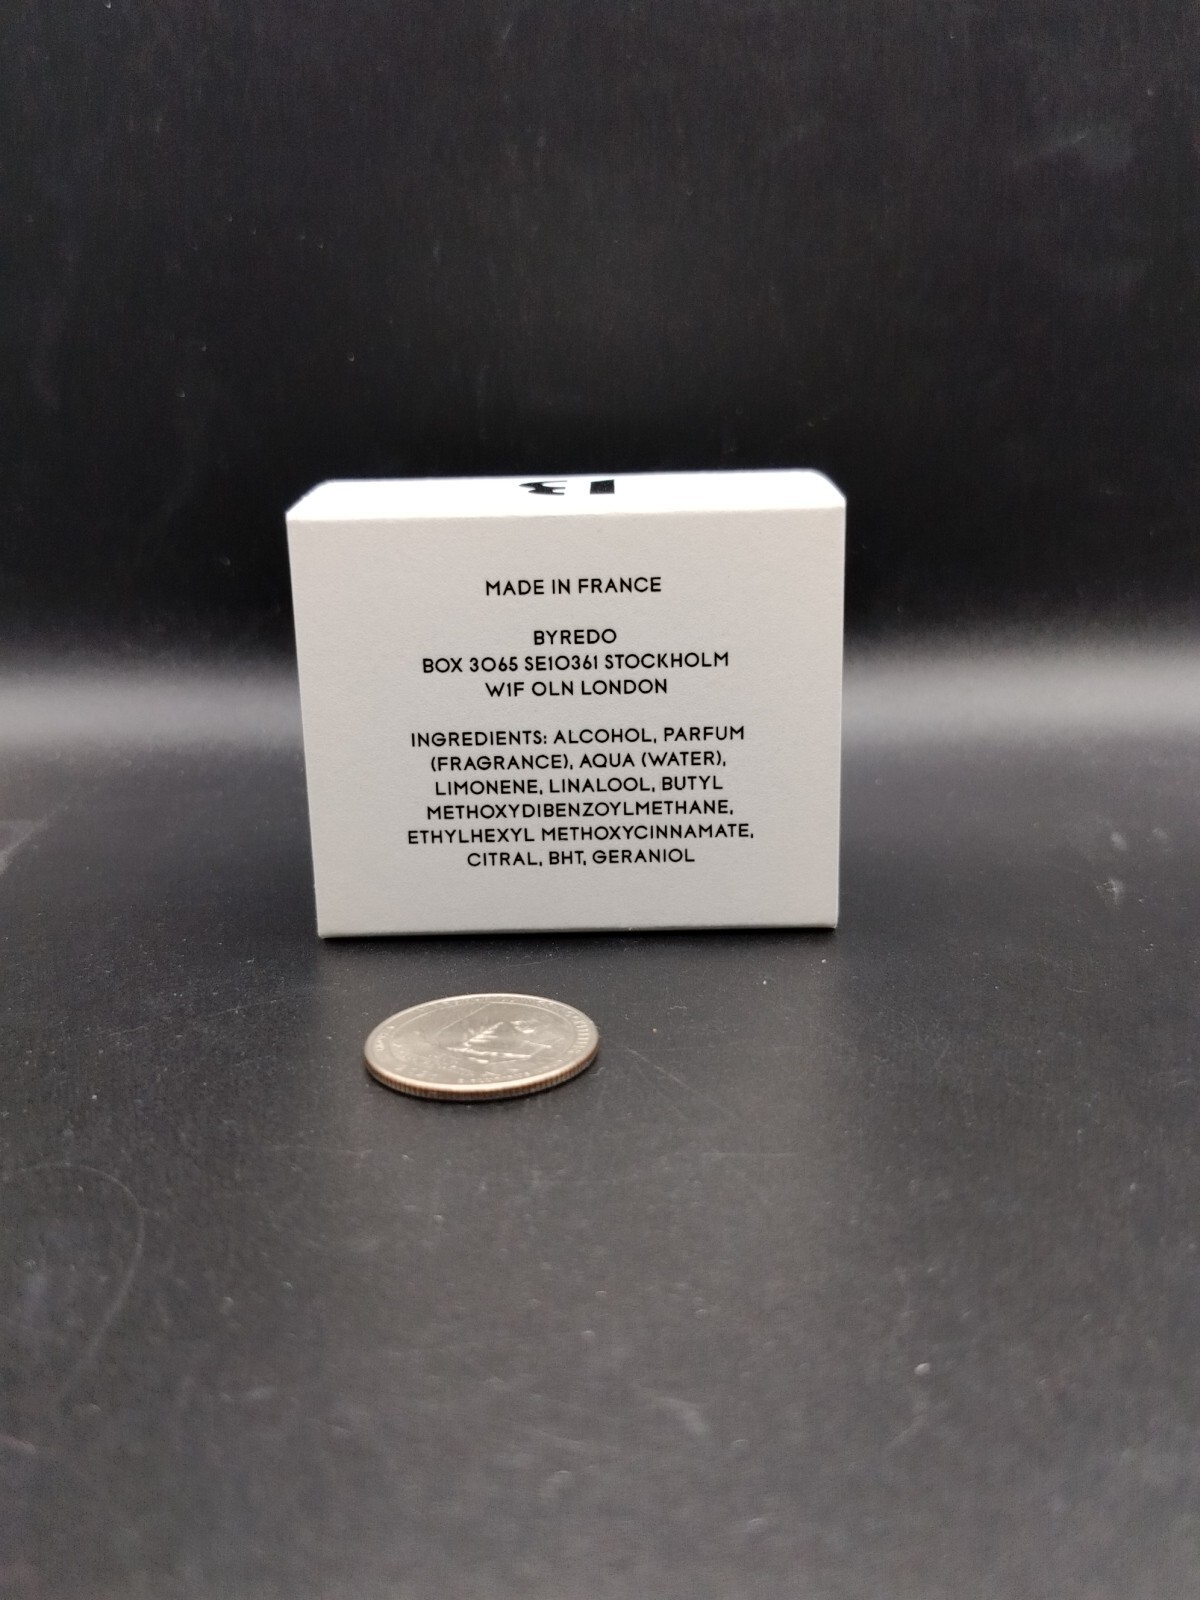 MADE IN FRANCE
BYREDO
BOX 3065 SE10361 STOCKHOLM
W1F OLN LONDON
INGREDIENTS: ALCOHOL, PARFUM
(FRAGRANCE), AQUA (WATER),
LIMONENE, LINALOOL, BUTYL
METHOXYDIBENZOYLMETHANE,
ETHYLHEXYL METHOXYCINNAMATE,
CITRAL, BHT, GERANIOL